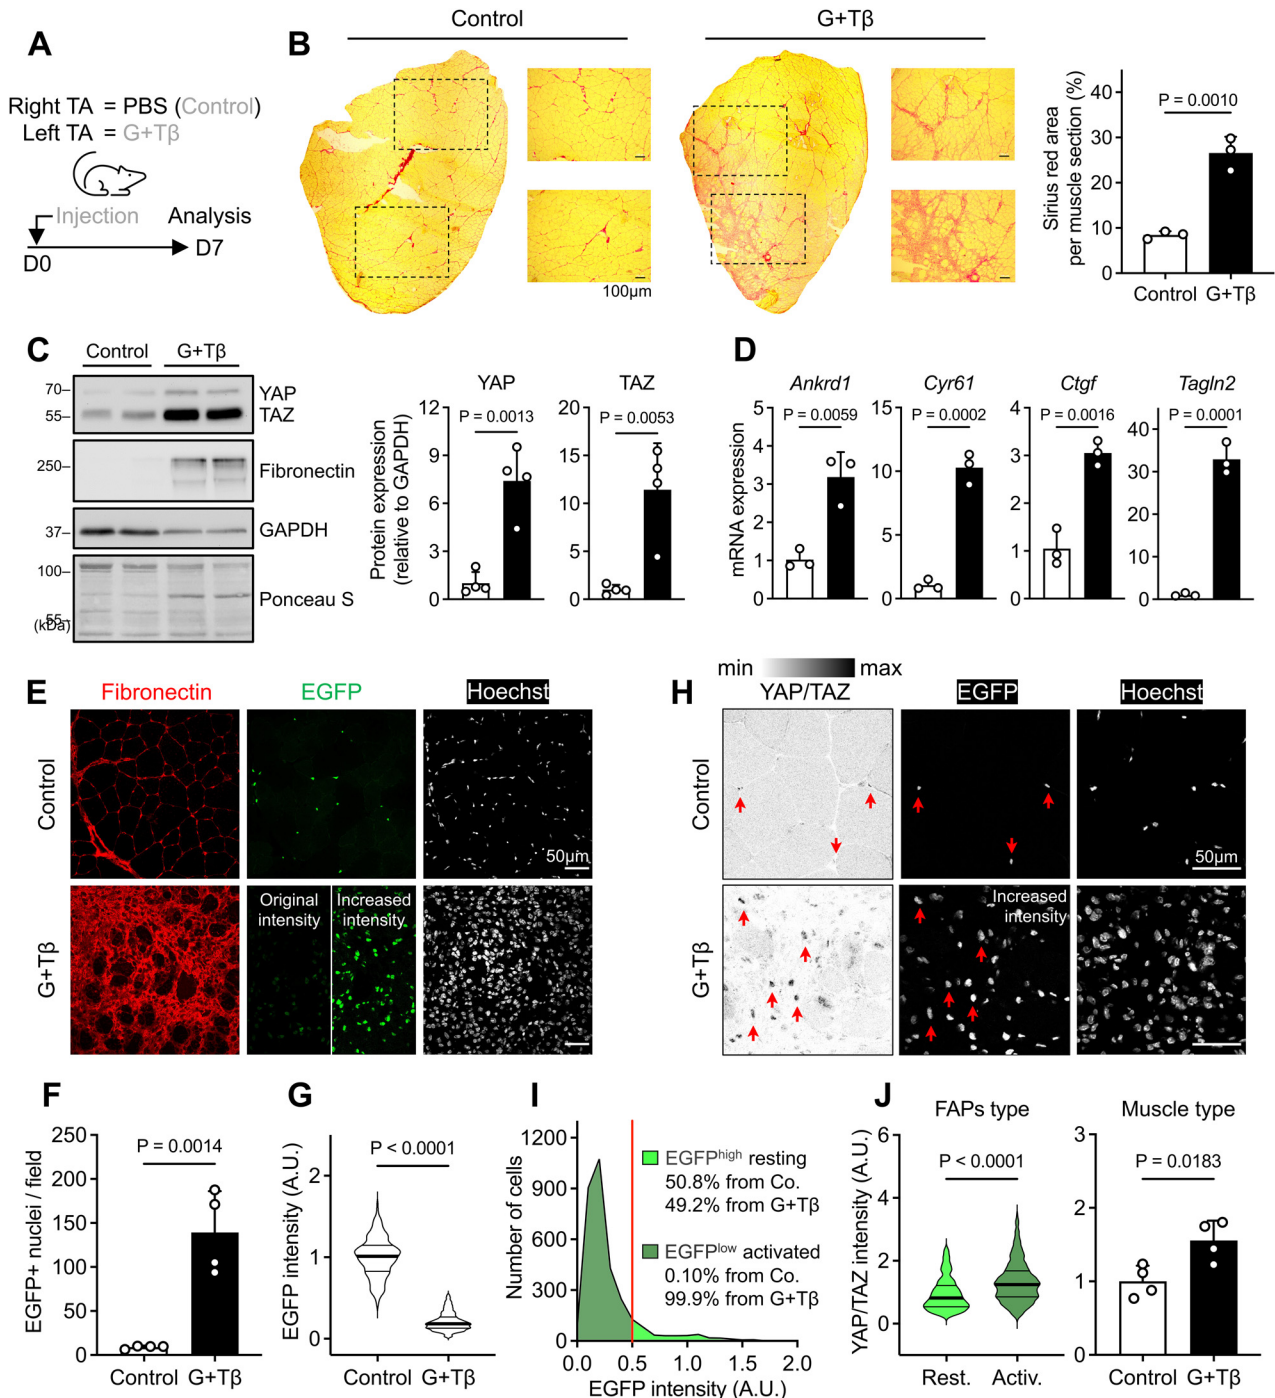 A
Right TA = PBS (Control)
Left TA = G+Tβ
Injection
Analysis
D0
D7
B
Control
G+Tβ
100µm
Sirius red area
per muscle section (%)
40
30
20
10
0
P = 0.0010
Control G+Tβ
C
Control G+Tβ
70
55
YAP
TAZ
250
Fibronectin
37
GAPDH
100
55
(kDa)
Ponceau S
Protein expression
(relative to GAPDH)
YAP
P = 0.0013
12
9
6
3
0
TAZ
P = 0.0053
20
15
10
5
0
D
mRNA expression
Ankrd1
P = 0.0059
5
4
3
2
1
0
Cyr61
P = 0.0002
15
10
5
0
Ctgf
P = 0.0016
4
3
2
1
0
Tagln2
P = 0.0001
40
30
20
10
0
E
Fibronectin EGFP Hoechst
Control
50µm
G+Tβ
Original
intensity
Increased
intensity
H
min max
YAP/TAZ EGFP Hoechst
Control
50µm
G+Tβ
Increased
intensity
F
EGFP+ nuclei / field
250
200
150
100
50
0
P = 0.0014
Control G+Tβ
G
EGFP intensity (A.U.)
2
1
0
P < 0.0001
Control G+Tβ
I
Number of cells
1200
900
600
300
0
EGFPhigh resting
50.8% from Co.
49.2% from G+Tβ
EGFPlow activated
0.10% from Co.
99.9% from G+Tβ
0.0 0.5 1.0 1.5 2.0
EGFP intensity (A.U.)
J
YAP/TAZ intensity (A.U.)
FAPs type
P < 0.0001
6
4
2
0
Rest. Activ.
Muscle type
P = 0.0183
3
2
1
0
Control G+Tβ